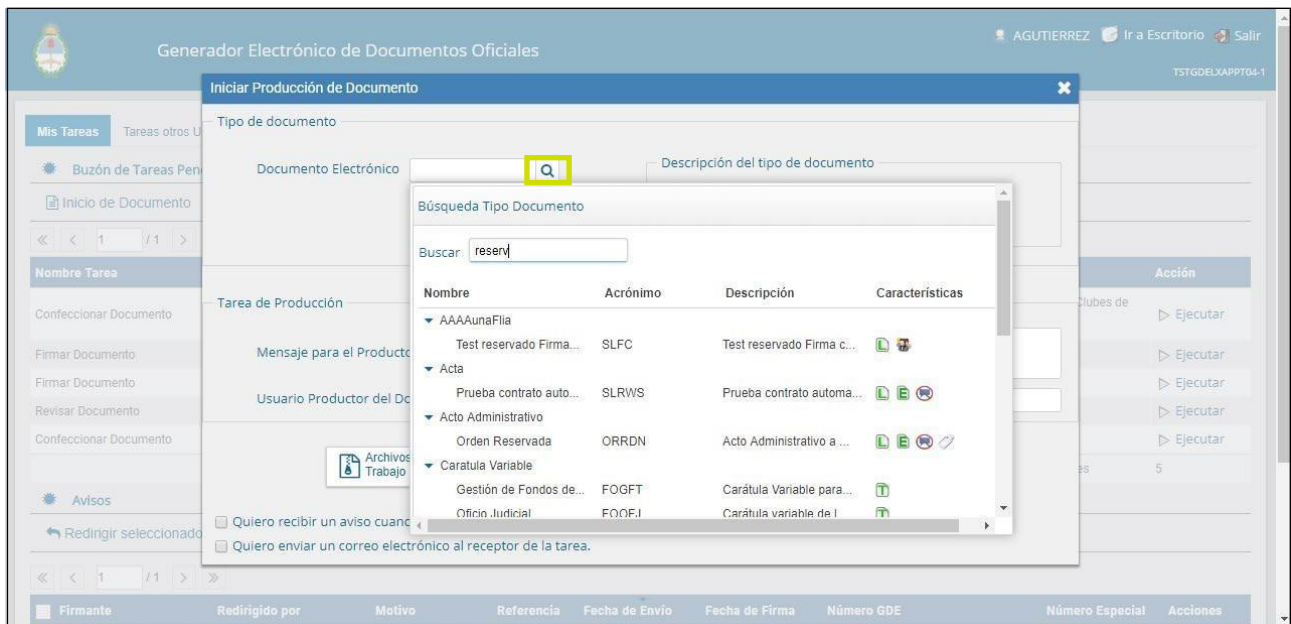 Generador Electrónico de Documentos Oficiales
AGUTIERREZ Ir a Escritorio Salir
TSTGDELXAPPT04-1
Iniciar Producción de Documento
Mis Tareas Tareas otros U
Tipo de documento
Buzón de Tareas Pen
Documento Electrónico
Descripción del tipo de documento
Inicio de Documento
Búsqueda Tipo Documento
1 / 1
Buscar reserv
Nombre Tarea
Acción
Nombre Acrónimo Descripción Características
Tarea de Producción
AAAAunaFlia
Clubes de
Confeccionar Documento
Ejecutar
Test reservado Firma... SLFC Test reservado Firma c... L
Firmar Documento
Mensaje para el Producto
Ejecutar
Acta
Firmar Documento
Ejecutar
Prueba contrato auto... SLRWS Prueba contrato automa... L E
Usuario Productor del Do
Revisar Documento
Ejecutar
Acto Administrativo
Confeccionar Documento
Ejecutar
Orden Reservada ORRDN Acto Administrativo a ... L E
Archivos
Trabajo
Caratula Variable
es 5
Gestión de Fondos de... FOGFT Carátula Variable para... T
Avisos
Oficio Judicial FOOFJ Carátula variable de l T
Redirigir seleccionado
Quiero recibir un aviso cuanc
Quiero enviar un correo electrónico al receptor de la tarea.
1 / 1
Firmante Redirigido por Motivo Referencia Fecha de Envío Fecha de Firma Número GDE Número Especial Acciones